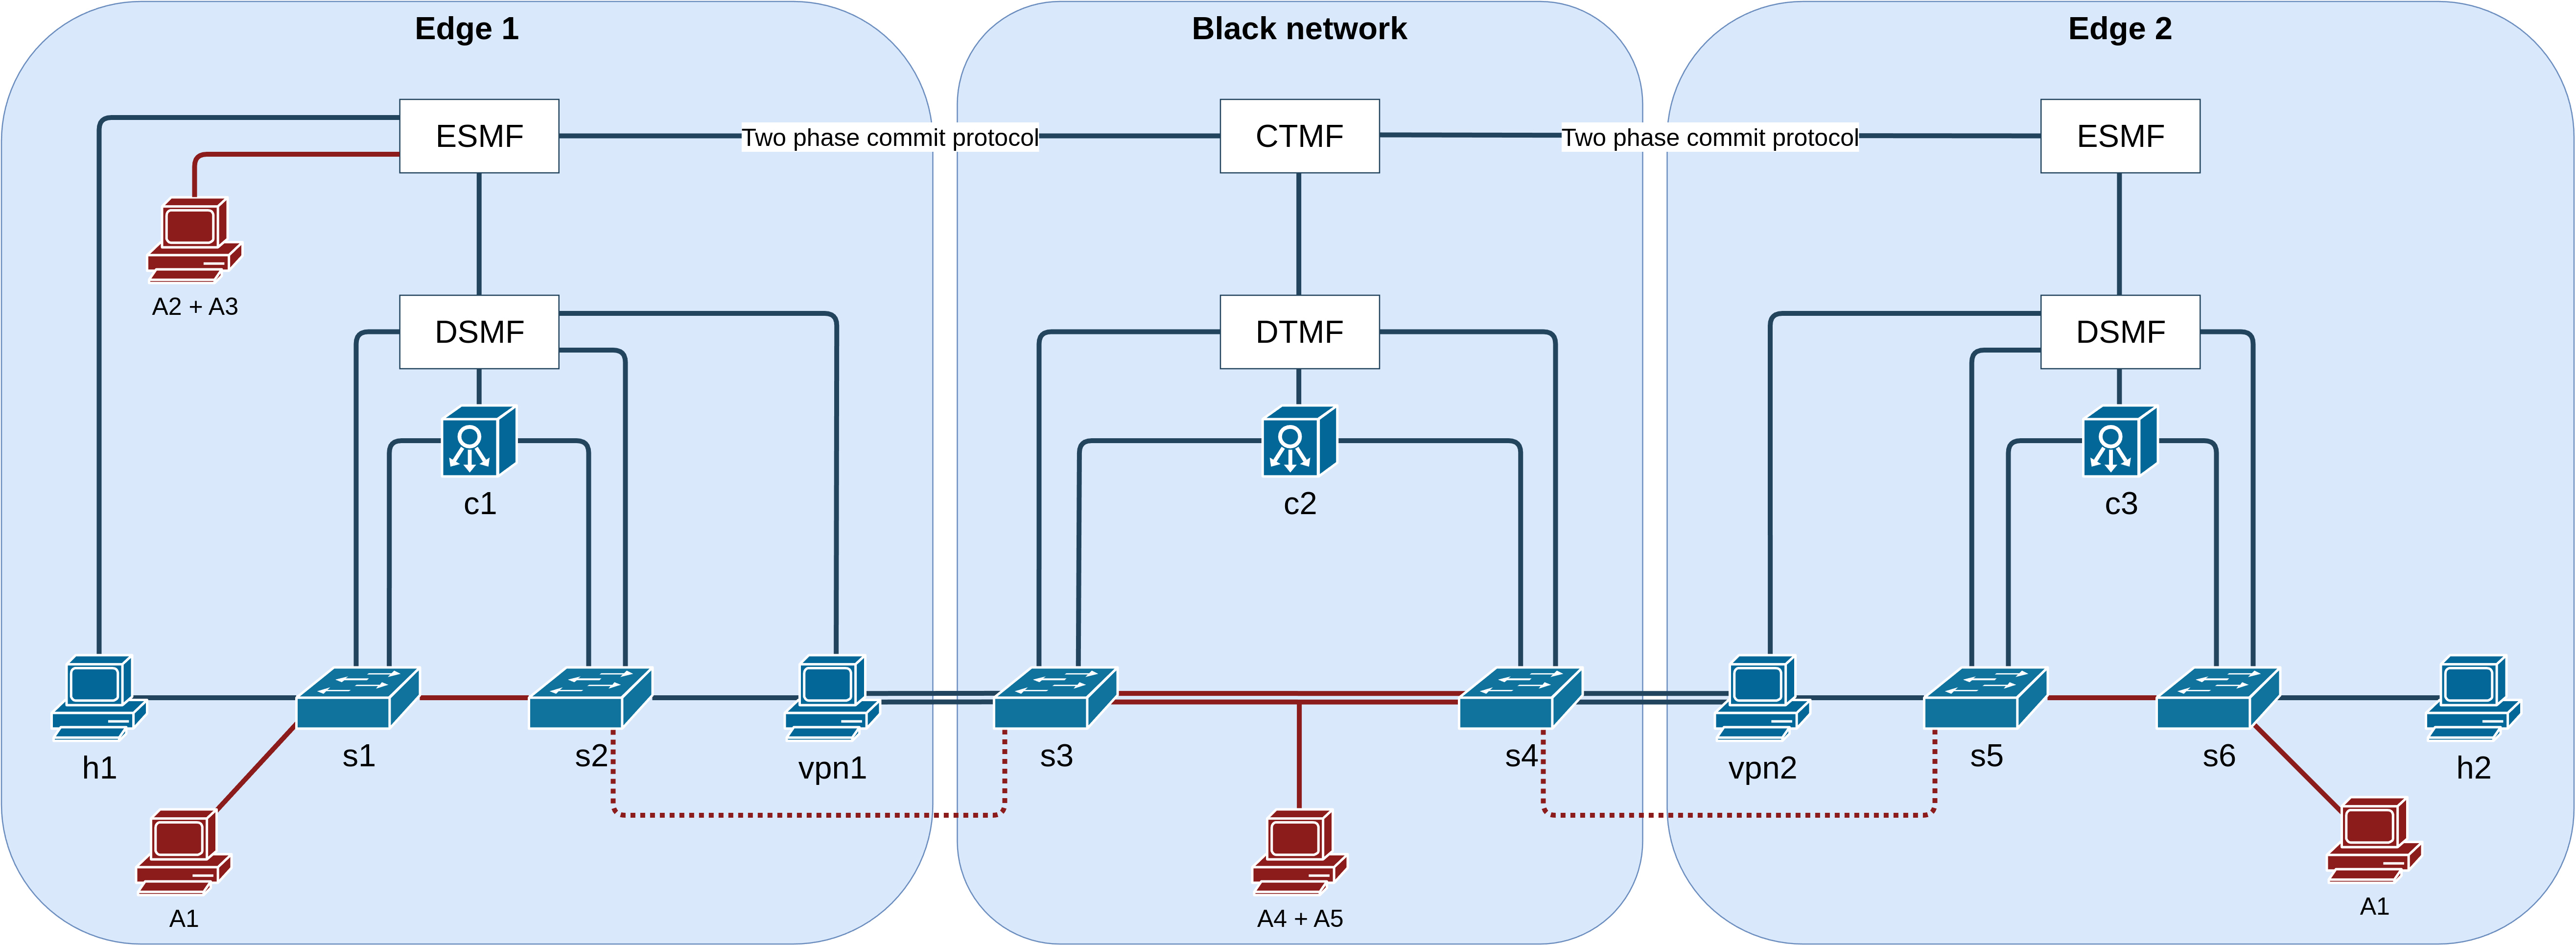 Edge 1
Black network
Edge 2
ESMF
Two phase commit protocol
CTMF
Two phase commit protocol
ESMF
A2 + A3
DSMF
DTMF
DSMF
c1
c2
c3
h1
s1
s2
vpn1
s3
s4
vpn2
s5
s6
h2
A1
A4 + A5
A1